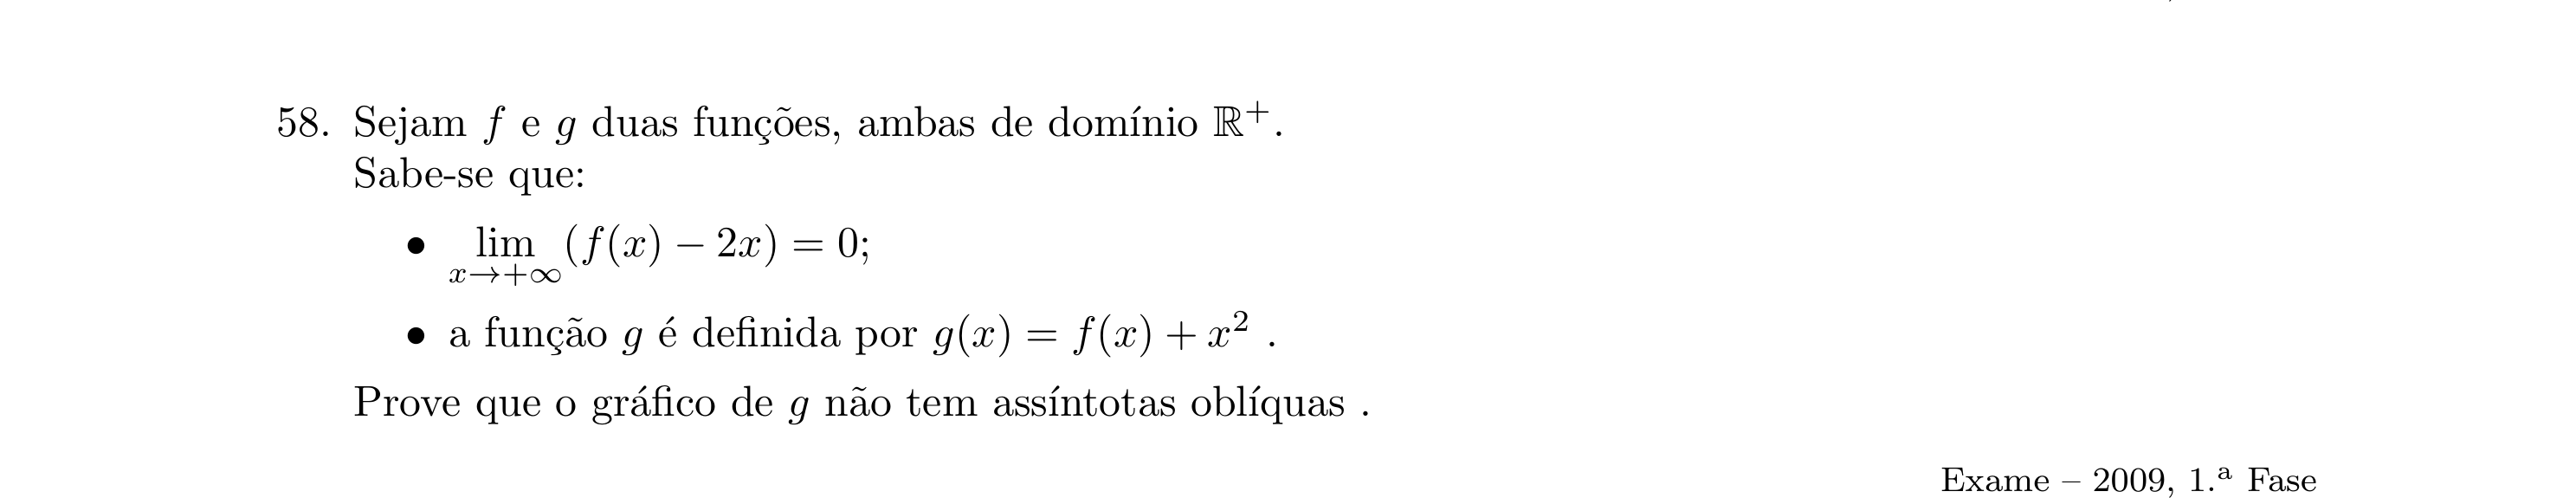 58. Sejam f e g duas funções, ambas de domínio ℝ⁺.
Sabe-se que:
• lim_{x→+∞} (f(x) − 2x) = 0;
• a função g é definida por g(x) = f(x) + x² .
Prove que o gráfico de g não tem assíntotas oblíquas .
Exame – 2009, 1.ª Fase